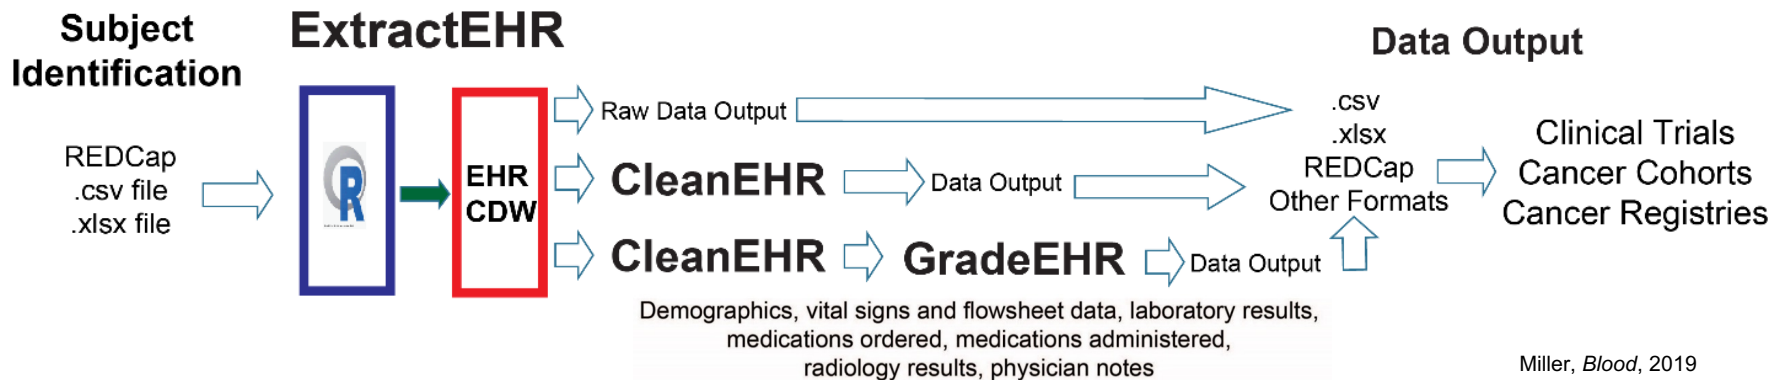 Subject
Identification
ExtractEHR
Data Output
REDCap
.csv file
.xlsx file
R
EHR
CDW
Raw Data Output
CleanEHR
Data Output
CleanEHR
GradeEHR
Data Output
.csv
.xlsx
REDCap
Other Formats
Clinical Trials
Cancer Cohorts
Cancer Registries
Demographics, vital signs and flowsheet data, laboratory results,
medications ordered, medications administered,
radiology results, physician notes
Miller, Blood, 2019